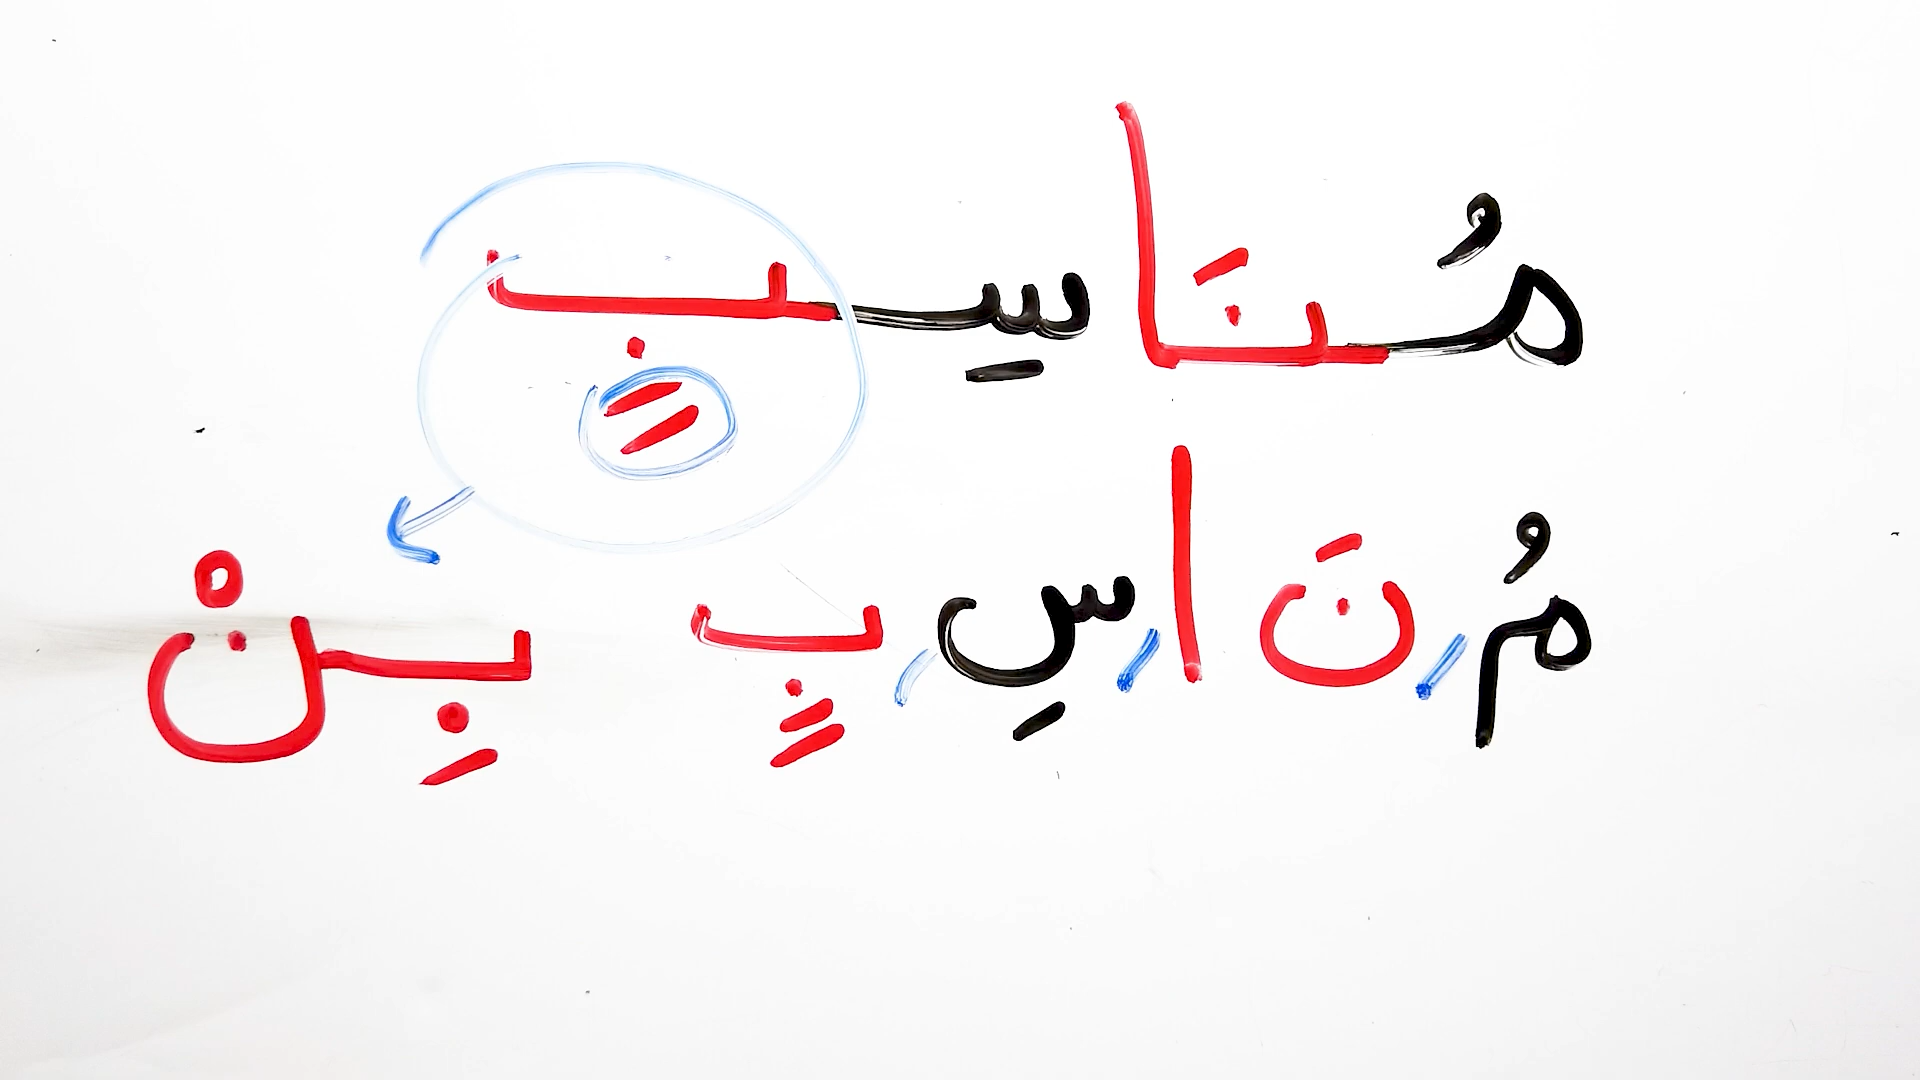 مُنَاسِبٍ
مُ , نَ , ا , سِ , بٍ بِنْ